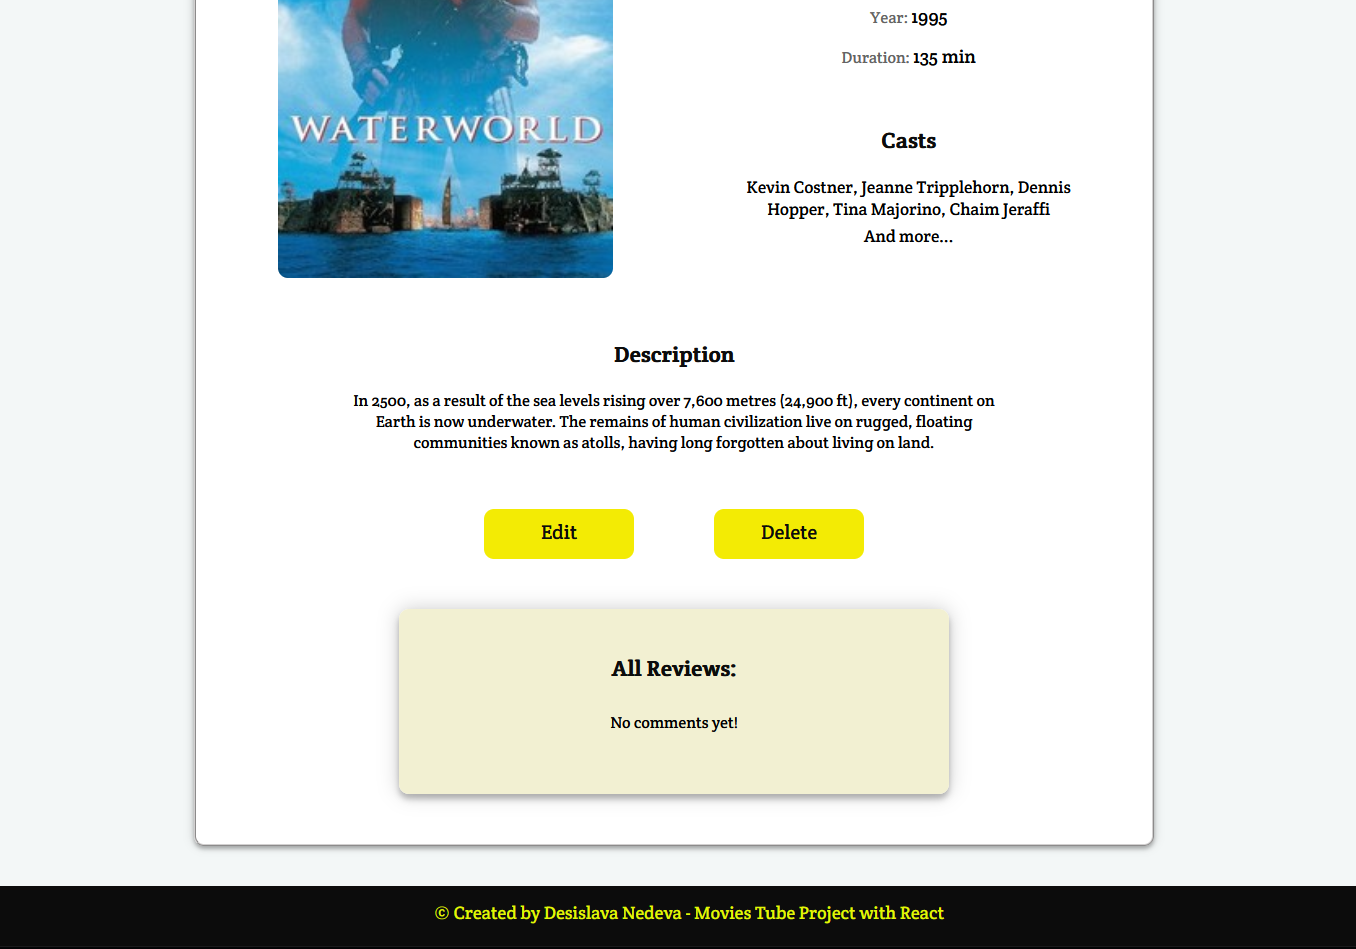 WATERWORLD
Year: 1995
Duration: 135 min
Casts
Kevin Costner, Jeanne Tripplehorn, Dennis
Hopper, Tina Majorino, Chaim Jeraffi
And more...
Description
In 2500, as a result of the sea levels rising over 7,600 metres (24,900 ft), every continent on
Earth is now underwater. The remains of human civilization live on rugged, floating
communities known as atolls, having long forgotten about living on land.
Edit
Delete
All Reviews:
No comments yet!
© Created by Desislava Nedeva - Movies Tube Project with React